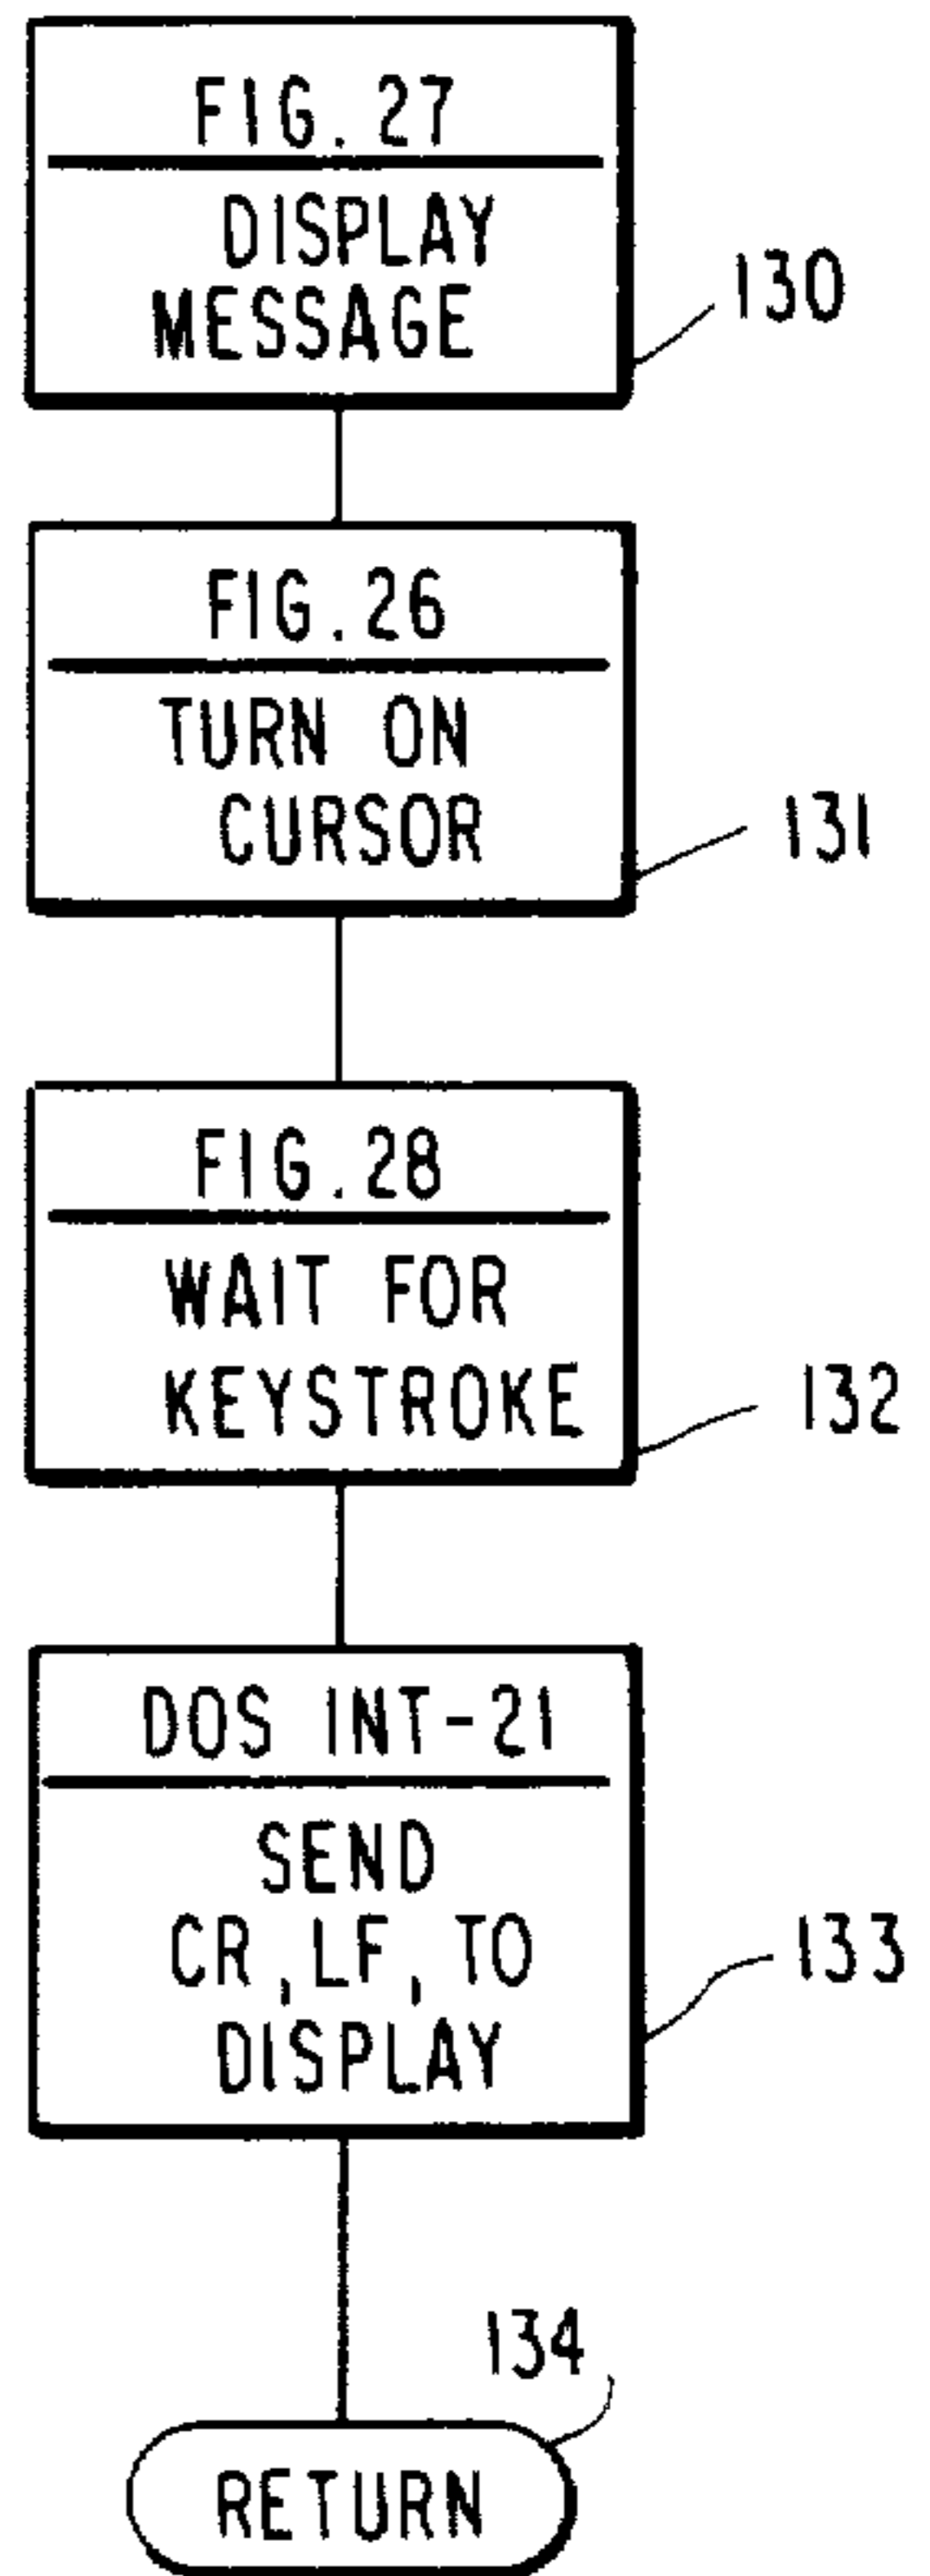 FIG. 27
DISPLAY
MESSAGE
130
FIG. 26
TURN ON
CURSOR
131
FIG. 28
WAIT FOR
KEYSTROKE
132
DOS INT-21
SEND
CR, LF, TO
DISPLAY
133
134
RETURN